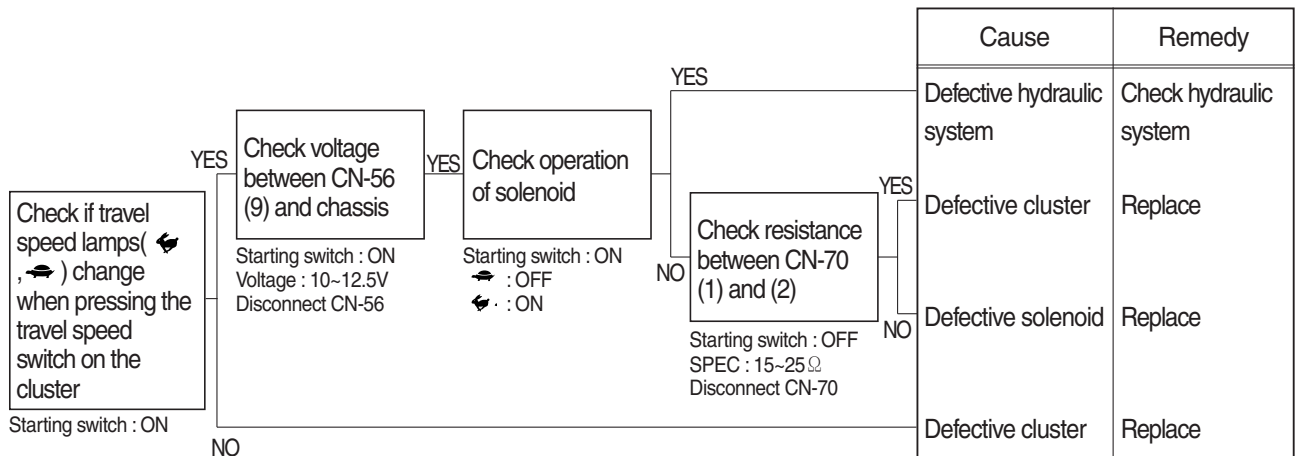 Check if travel
speed lamps(
, ) change
when pressing the
travel speed
switch on the
cluster
Starting switch : ON
YES
NO
Check voltage
between CN-56
(9) and chassis
Starting switch : ON
Voltage : 10~12.5V
Disconnect CN-56
YES
Check operation
of solenoid
Starting switch : ON
: OFF
: ON
YES
NO
Check resistance
between CN-70
(1) and (2)
Starting switch : OFF
SPEC : 15~25Ω
Disconnect CN-70
YES
NO
Cause Remedy
Defective hydraulic Check hydraulic
system system
Defective cluster Replace
Defective solenoid Replace
Defective cluster Replace